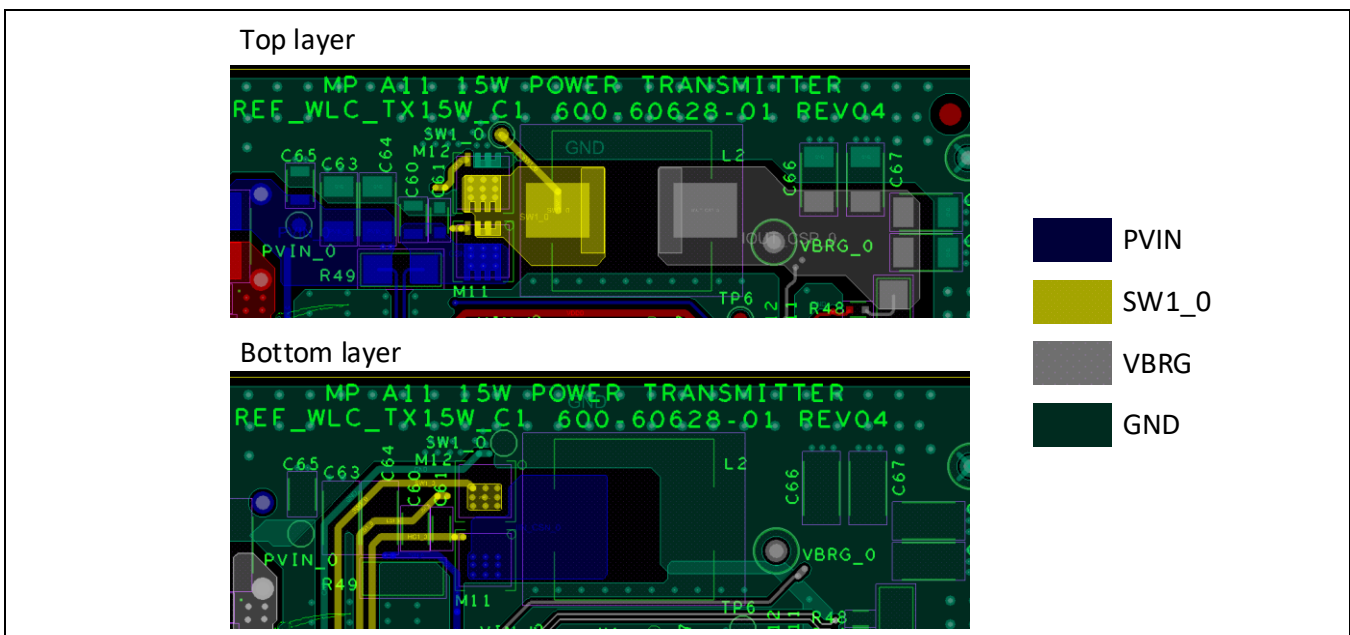 Top layer
MP A11 15W POWER TRANSMITTER
REF_WLC_TX15W_C1 600-60628-01 REV04
SW1_0
GND
C65
C63
C64
M12
L2
C66
C67
C60
C61
SW1_0
PVIN_0
VBRG_0
R49
M11
TP6
R48
PVIN
SW1_0
VBRG
GND
Bottom layer
MP A11 15W POWER TRANSMITTER
GND
REF_WLC_TX15W_C1 600-60628-01 REV04
SW1_0
C65
C63
C64
M12
L2
C66
C67
C60
C61
PVIN_0
VBRG_0
R49
M11
TP6
R48